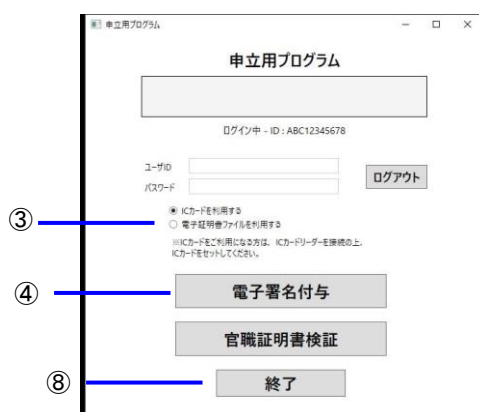 申立用プログラム
申立用プログラム
ログイン中 - ID : ABC12345678
ユーザID
パスワード
ログアウト
③
ICカードを利用する
電子証明書ファイルを利用する
※ICカードをご利用になる方は、ICカードリーダーを接続の上、
ICカードをセットしてください。
④
電子署名付与
官職証明書検証
⑧
終了